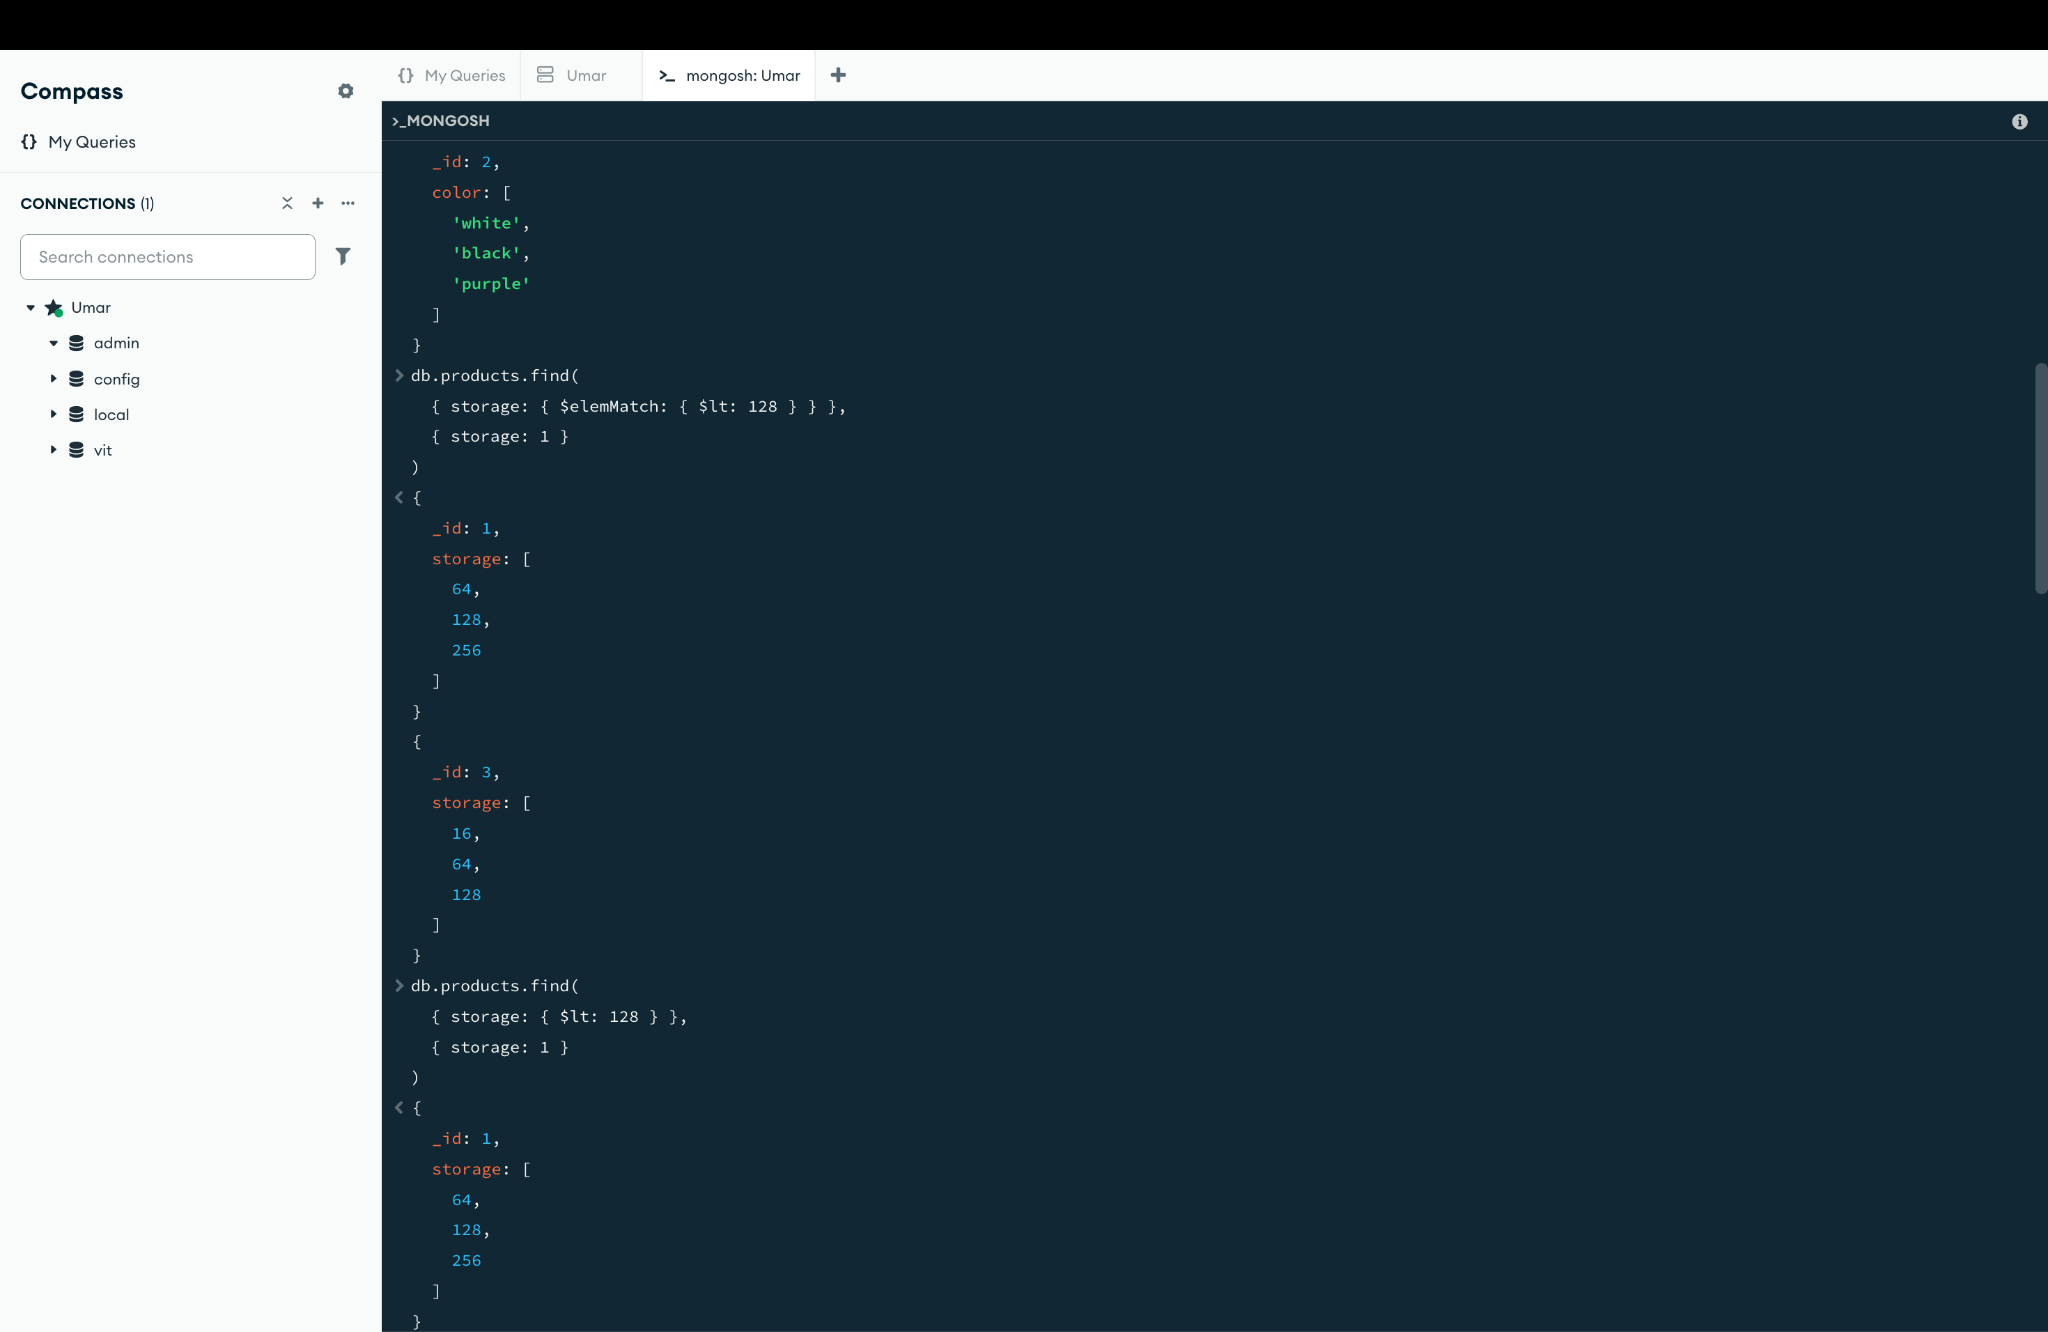 Compass
My Queries
CONNECTIONS (1)
Search connections
Umar
admin
config
local
vit
{} My Queries
Umar
>_ mongosh: Umar
>_MONGOSH
_id: 2,
color: [
'white',
'black',
'purple'
]
}
> db.products.find(
{ storage: { $elemMatch: { $lt: 128 } } },
{ storage: 1 }
)
< {
_id: 1,
storage: [
64,
128,
256
]
}
{
_id: 3,
storage: [
16,
64,
128
]
}
> db.products.find(
{ storage: { $lt: 128 } },
{ storage: 1 }
)
< {
_id: 1,
storage: [
64,
128,
256
]
}